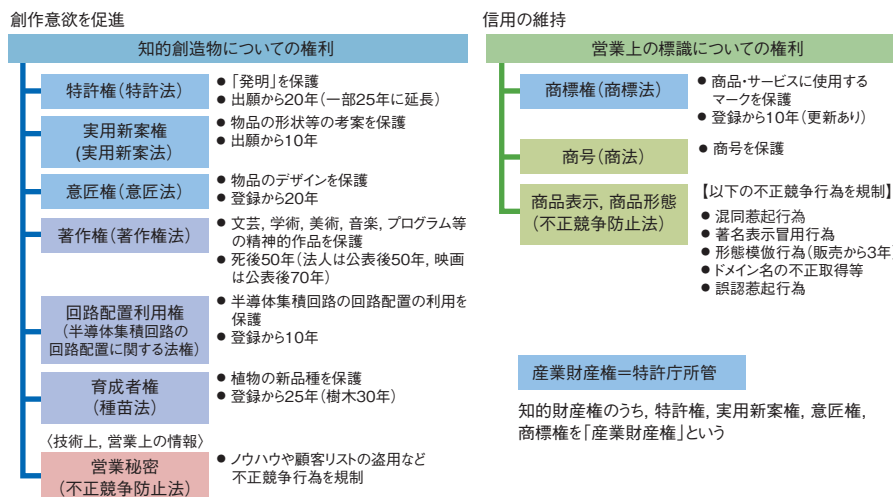 創作意欲を促進
知的創造物についての権利
特許権(特許法)
● 「発明」を保護
● 出願から20年(一部25年に延長)
実用新案権
(実用新案法)
● 物品の形状等の考案を保護
● 出願から10年
意匠権(意匠法)
● 物品のデザインを保護
● 登録から20年
著作権(著作権法)
● 文芸, 学術, 美術, 音楽, プログラム等
の精神的作品を保護
● 死後50年(法人は公表後50年, 映画
は公表後70年)
回路配置利用権
(半導体集積回路の
回路配置に関する法権)
● 半導体集積回路の回路配置の利用を
保護
● 登録から10年
育成者権
(種苗法)
● 植物の新品種を保護
● 登録から25年(樹木30年)
〈技術上, 営業上の情報〉
営業秘密
(不正競争防止法)
● ノウハウや顧客リストの盗用など
不正競争行為を規制
信用の維持
営業上の標識についての権利
商標権(商標法)
● 商品・サービスに使用する
マークを保護
● 登録から10年(更新あり)
商号(商法)
● 商号を保護
商品表示, 商品形態
(不正競争防止法)
【以下の不正競争行為を規制】
● 混同惹起行為
● 著名表示冒用行為
● 形態模倣行為(販売から3年)
● ドメイン名の不正取得等
● 誤認惹起行為
産業財産権=特許庁所管
知的財産権のうち, 特許権, 実用新案権, 意匠権,
商標権を「産業財産権」という